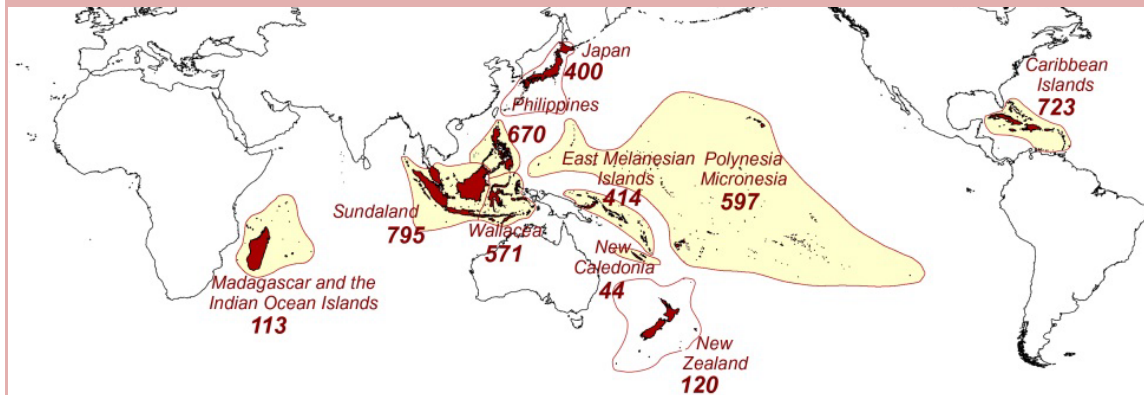 Japan
400
Philippines
670
Caribbean
Islands
723
East Melanesian
Islands
414
Polynesia
Micronesia
597
Sundaland
795
Wallacea
571
New
Caledonia
44
Madagascar and the
Indian Ocean Islands
113
New
Zealand
120